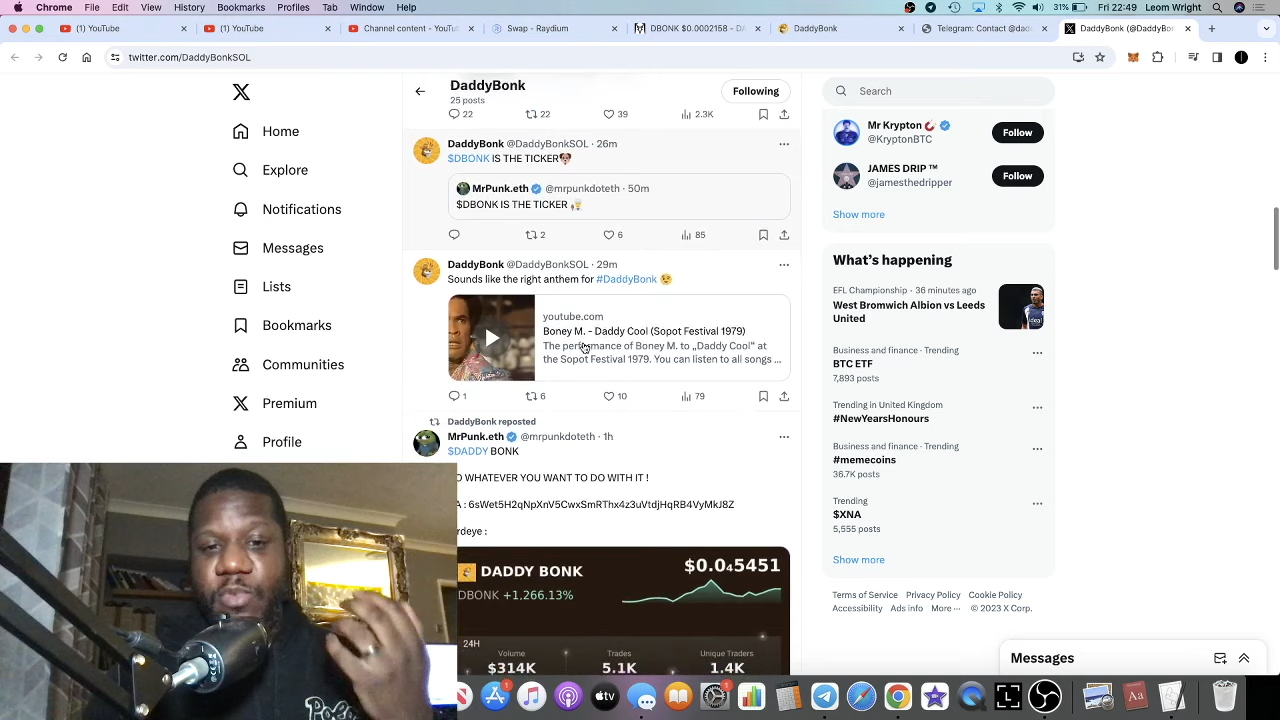 Chrome File Edit View History Bookmarks Profiles Tab Window Help
31% Fri 22:49 Leom Wright
(1) YouTube
(1) YouTube
Channel content - YouT
Swap - Raydium
DBONK $0.0002158 - DA
DaddyBonk
Telegram: Contact @dadd
DaddyBonk (@DaddyBonk
twitter.com/DaddyBonkSOL
DaddyBonk
25 posts
Following
Search
22 22 39 2.3K
Home
Explore
Notifications
Messages
Lists
Bookmarks
Communities
Premium
Profile
DaddyBonk @DaddyBonkSOL · 26m
$DBONK IS THE TICKER
MrPunk.eth @mrpunkdoteth · 50m
$DBONK IS THE TICKER
2 6 85
DaddyBonk @DaddyBonkSOL · 29m
Sounds like the right anthem for #DaddyBonk
youtube.com
Boney M. - Daddy Cool (Sopot Festival 1979)
The performance of Boney M. to „Daddy Cool“ at
the Sopot Festival 1979. You can listen to all songs ...
1 6 10 79
DaddyBonk reposted
MrPunk.eth @mrpunkdoteth · 1h
$DADDY BONK
O WHATEVER YOU WANT TO DO WITH IT !
A : 6sWet5H2qNpXnV5CwxSmRThx4z3uVtdjHqRB4VyMkJ8Z
rdeye :
DADDY BONK
$0.0₄5451
DBONK +1,266.13%
24H
Volume Trades Unique Traders
$314K 5.1K 1.4K
Mr Krypton
@KryptonBTC
Follow
JAMES DRIP ™
@jamesthedripper
Follow
Show more
What’s happening
EFL Championship · 36 minutes ago
West Bromwich Albion vs Leeds
United
Business and finance · Trending
BTC ETF
7,893 posts
Trending in United Kingdom
#NewYearsHonours
Business and finance · Trending
#memecoins
36.7K posts
Trending
$XNA
5,555 posts
Show more
Terms of Service Privacy Policy Cookie Policy
Accessibility Ads info More ··· © 2023 X Corp.
Messages
tv